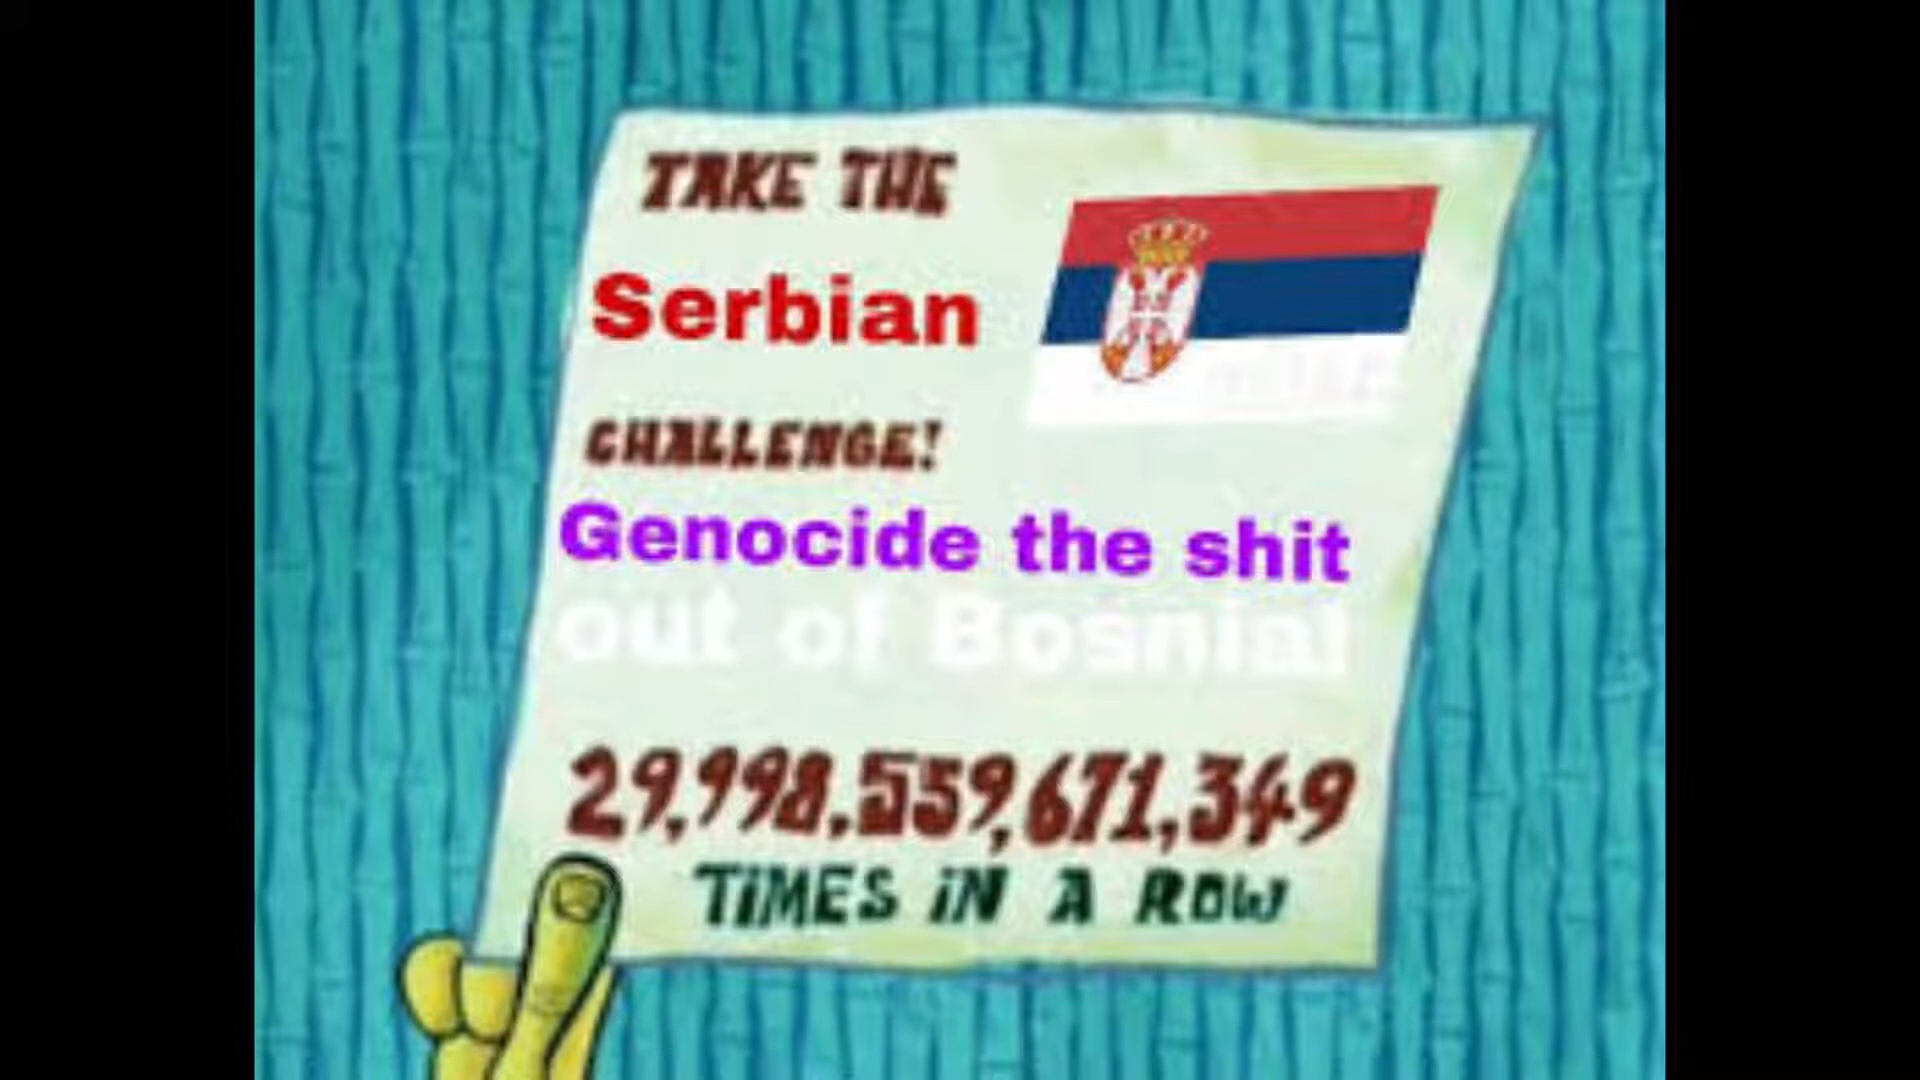 TAKE THE
Serbian
CHALLENGE!
Genocide the shit
out of Bosnia!
29,998,559,671,349
TIMES IN A ROW